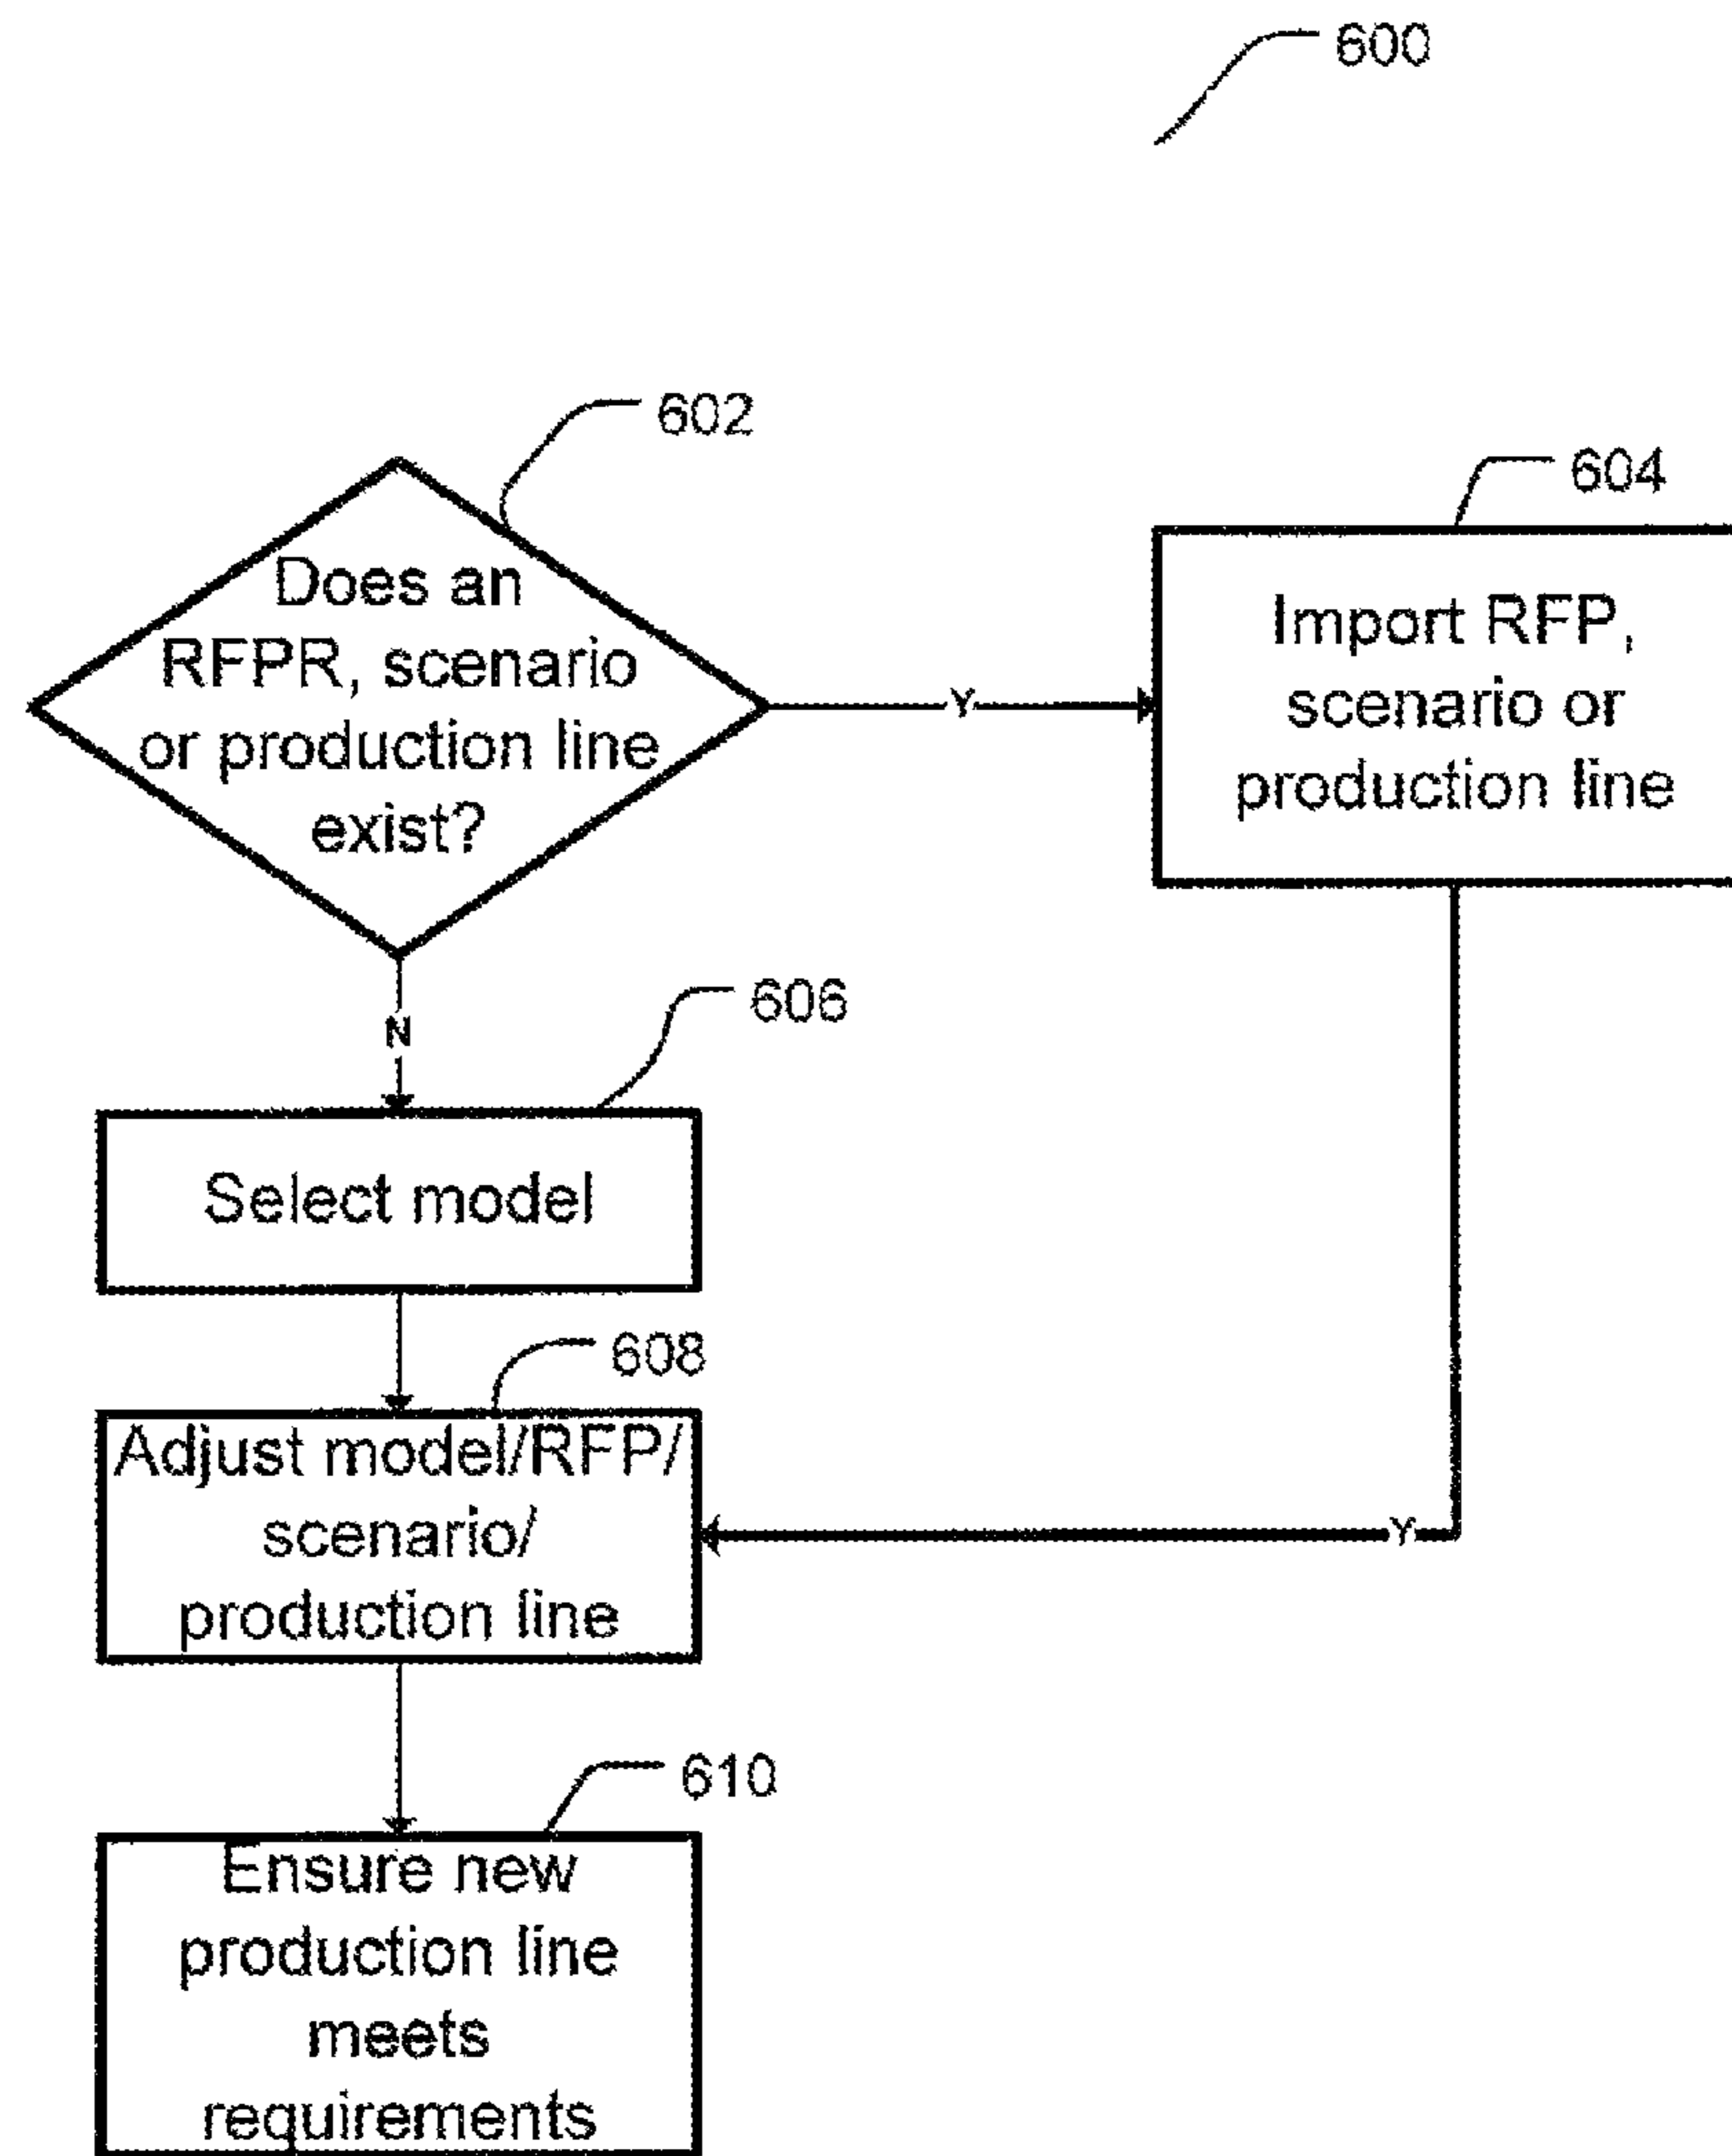 600
602
Does an
RFPR, scenario
or production line
exist?
Y
604
Import RFP,
scenario or
production line
N
606
Select model
608
Adjust model/RFP/
scenario/
production line
Y
610
Ensure new
production line
meets
requirements